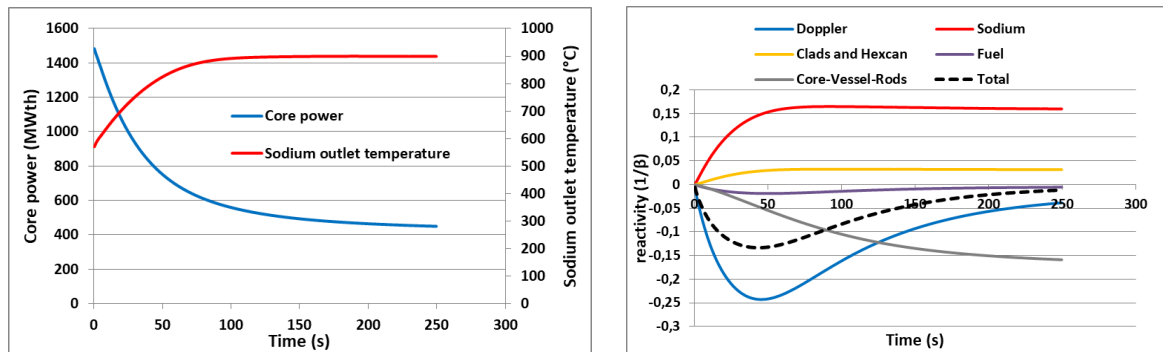 Core power (MWth)
1600
1400
1200
1000
800
600
400
200
0
Core power
Sodium outlet temperature
1000
900
800
700
600
500
400
300
200
100
0
Sodium outlet temperature (°C)
0 50 100 150 200 250 300
Time (s)
Doppler Sodium
Clads and Hexcan Fuel
Core-Vessel-Rods Total
reactivity (1/β)
0,2
0,15
0,1
0,05
0
-0,05
-0,1
-0,15
-0,2
-0,25
-0,3
0 50 100 150 200 250 300
Time (s)